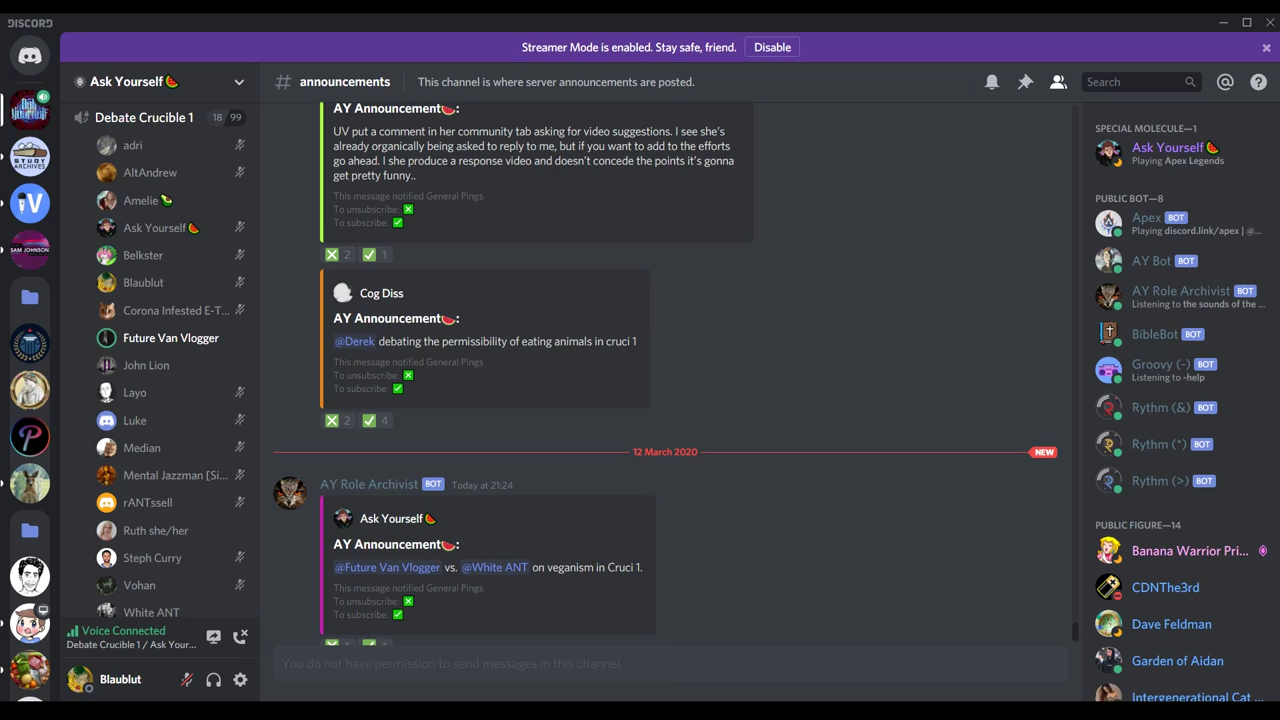 DISCORD
Streamer Mode is enabled. Stay safe, friend.
Disable
Ask Yourself🍉
# announcements
This channel is where server announcements are posted.
Search
Debate Crucible 1
18 99
adri
AltAndrew
Amelie 🥑
Ask Yourself🍉
Belkster
Blaublut
Corona Infested E-T...
Future Van Vlogger
John Lion
Layo
Luke
Median
Mental Jazzman [Si...
rANTssell
Ruth she/her
Steph Curry
Vohan
White ANT
Voice Connected
Debate Crucible 1 / Ask Your...
Blaublut
AY Announcement🍉:
UV put a comment in her community tab asking for video suggestions. I see she's
already organically being asked to reply to me, but if you want to add to the efforts
go ahead. I she produce a response video and doesn't concede the points it's gonna
get pretty funny..
This message notified General Pings
To unsubscribe: ❎
To subscribe: ✅
❎ 2 ✅ 1
Cog Diss
AY Announcement🍉:
@Derek debating the permissibility of eating animals in cruci 1
This message notified General Pings
To unsubscribe: ❎
To subscribe: ✅
❎ 2 ✅ 4
12 March 2020
NEW
AY Role Archivist BOT Today at 21:24
Ask Yourself🍉
AY Announcement🍉:
@Future Van Vlogger vs. @White ANT on veganism in Cruci 1.
This message notified General Pings
To unsubscribe: ❎
To subscribe: ✅
You do not have permission to send messages in this channel.
SPECIAL MOLECULE—1
Ask Yourself🍉
Playing Apex Legends
PUBLIC BOT—8
Apex BOT
Playing discord.link/apex | @...
AY Bot BOT
AY Role Archivist BOT
Listening to the sounds of the ...
BibleBot BOT
Groovy (-) BOT
Listening to -help
Rythm (&) BOT
Rythm (*) BOT
Rythm (>) BOT
PUBLIC FIGURE—14
Banana Warrior Pri...
CDNThe3rd
Dave Feldman
Garden of Aidan
Intergenerational Cat ...
STUDY
ARCHIVES
V
SAM JOHNSON
P